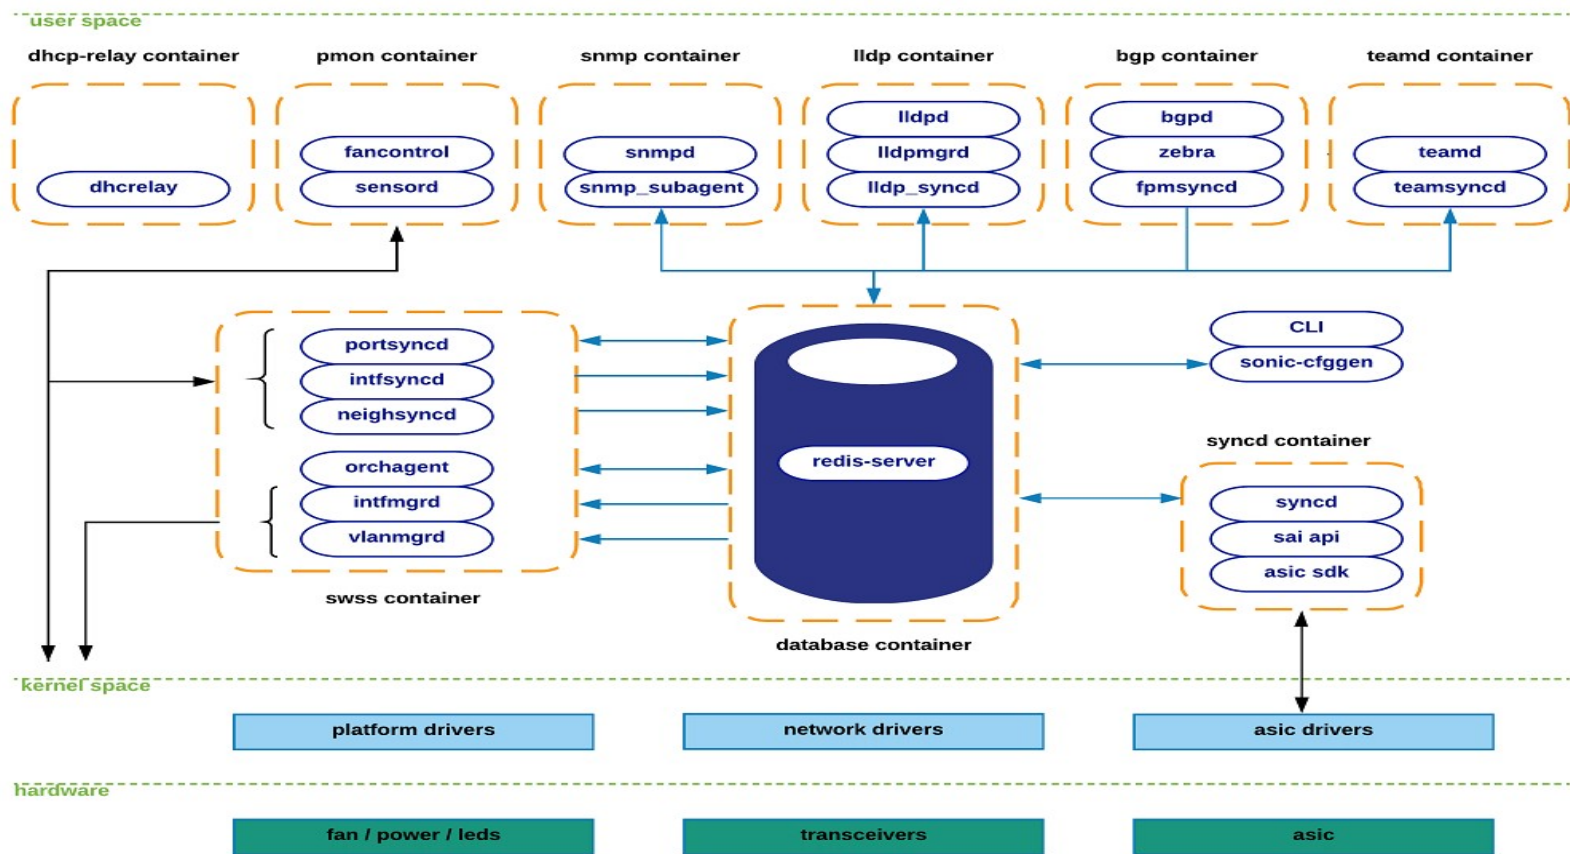 user space
dhcp-relay container
pmon container
snmp container
lldp container
bgp container
teamd container
dhcrelay
fancontrol
sensord
snmpd
snmp_subagent
lldpd
lldpmgrd
lldp_syncd
bgpd
zebra
fpmsyncd
teamd
teamsyncd
portsyncd
intfsyncd
neighsyncd
orchagent
intfmgrd
vlanmgrd
swss container
redis-server
database container
CLI
sonic-cfggen
syncd container
syncd
sai api
asic sdk
kernel space
platform drivers
network drivers
asic drivers
hardware
fan / power / leds
transceivers
asic